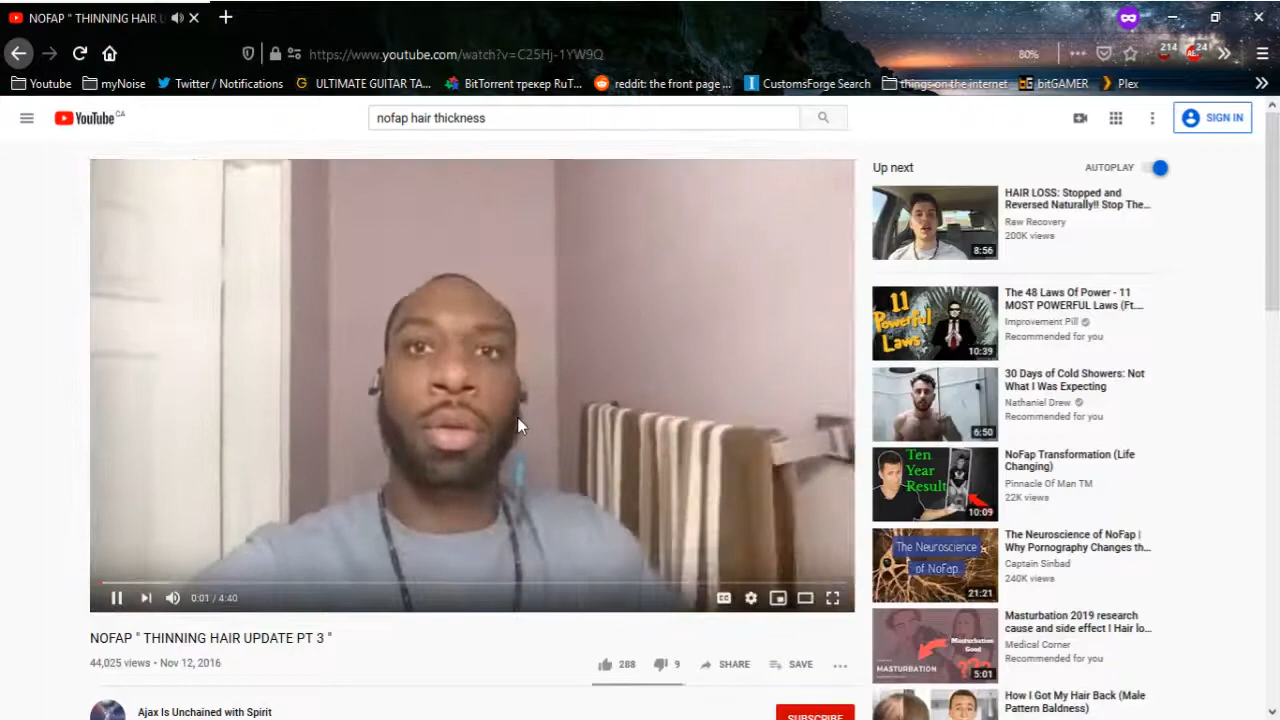 NOFAP " THINNING HAIR U
https://www.youtube.com/watch?v=C25Hj-1YW9Q
80%
214
24
Youtube
myNoise
Twitter / Notifications
ULTIMATE GUITAR TA...
BitTorrent трекер RuT...
reddit: the front page ...
CustomsForge Search
things on the internet
bitGAMER
Plex
YouTube CA
nofap hair thickness
SIGN IN
Up next
AUTOPLAY
HAIR LOSS: Stopped and
Reversed Naturally!! Stop The...
Raw Recovery
200K views
8:56
11
Powerful
Laws
10:39
The 48 Laws Of Power - 11
MOST POWERFUL Laws (Ft....
Improvement Pill
Recommended for you
6:50
30 Days of Cold Showers: Not
What I Was Expecting
Nathaniel Drew
Recommended for you
Ten
Year
Result
10:09
NoFap Transformation (Life
Changing)
Pinnacle Of Man TM
22K views
The Neuroscience
of NoFap
21:21
The Neuroscience of NoFap |
Why Pornography Changes th...
Captain Sinbad
240K views
Masturbation
Good
MASTURBATION
???
5:01
Masturbation 2019 research
cause and side effect I Hair lo...
Medical Corner
Recommended for you
How I Got My Hair Back (Male
Pattern Baldness)
0:01 / 4:40
CC
NOFAP " THINNING HAIR UPDATE PT 3 "
44,025 views • Nov 12, 2016
288
9
SHARE
SAVE
Ajax Is Unchained with Spirit
SUBSCRIBE